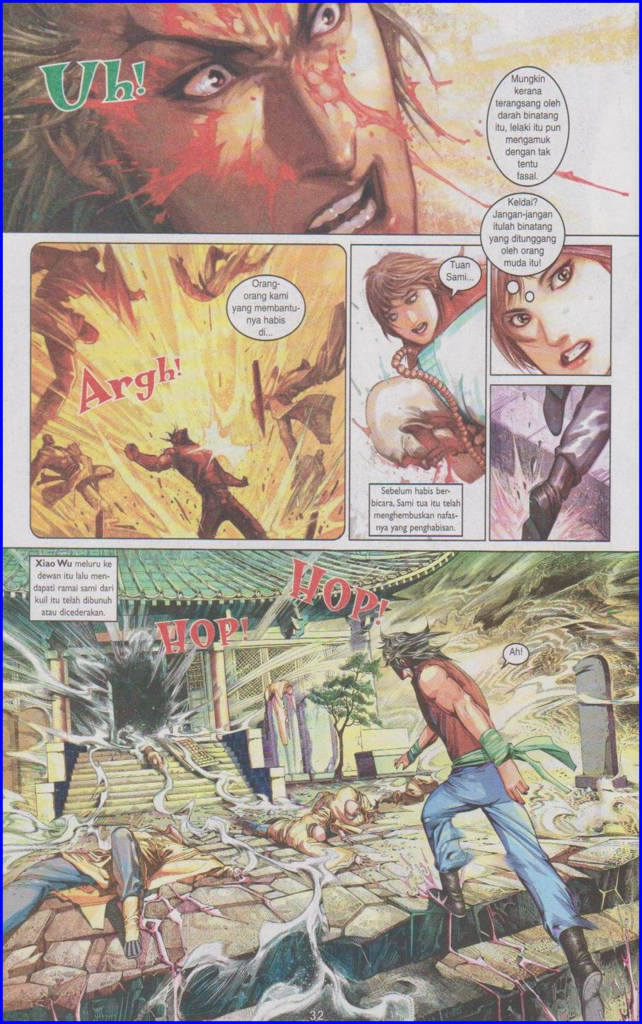 Uh!
Mungkin
kerana
terangsang oleh
darah binatang
itu, lelaki itu pun
mengamuk
dengan tak
tentu
fasal.
Keldai?
Jangan-jangan
itulah binatang
yang ditunggang
oleh orang
muda itu!
Orang-
orang kami
yang membantu-
nya habis
di...
Argh!
Tuan
Sami...
Sebelum habis ber-
bicara, Sami tua itu telah
menghembuskan nafas-
nya yang penghabisan.
Xiao Wu meluru ke
dewan itu lalu men-
dapati ramai sami dari
kuil itu telah dibunuh
atau dicederakan.
HOP!
HOP!
Ah!
32